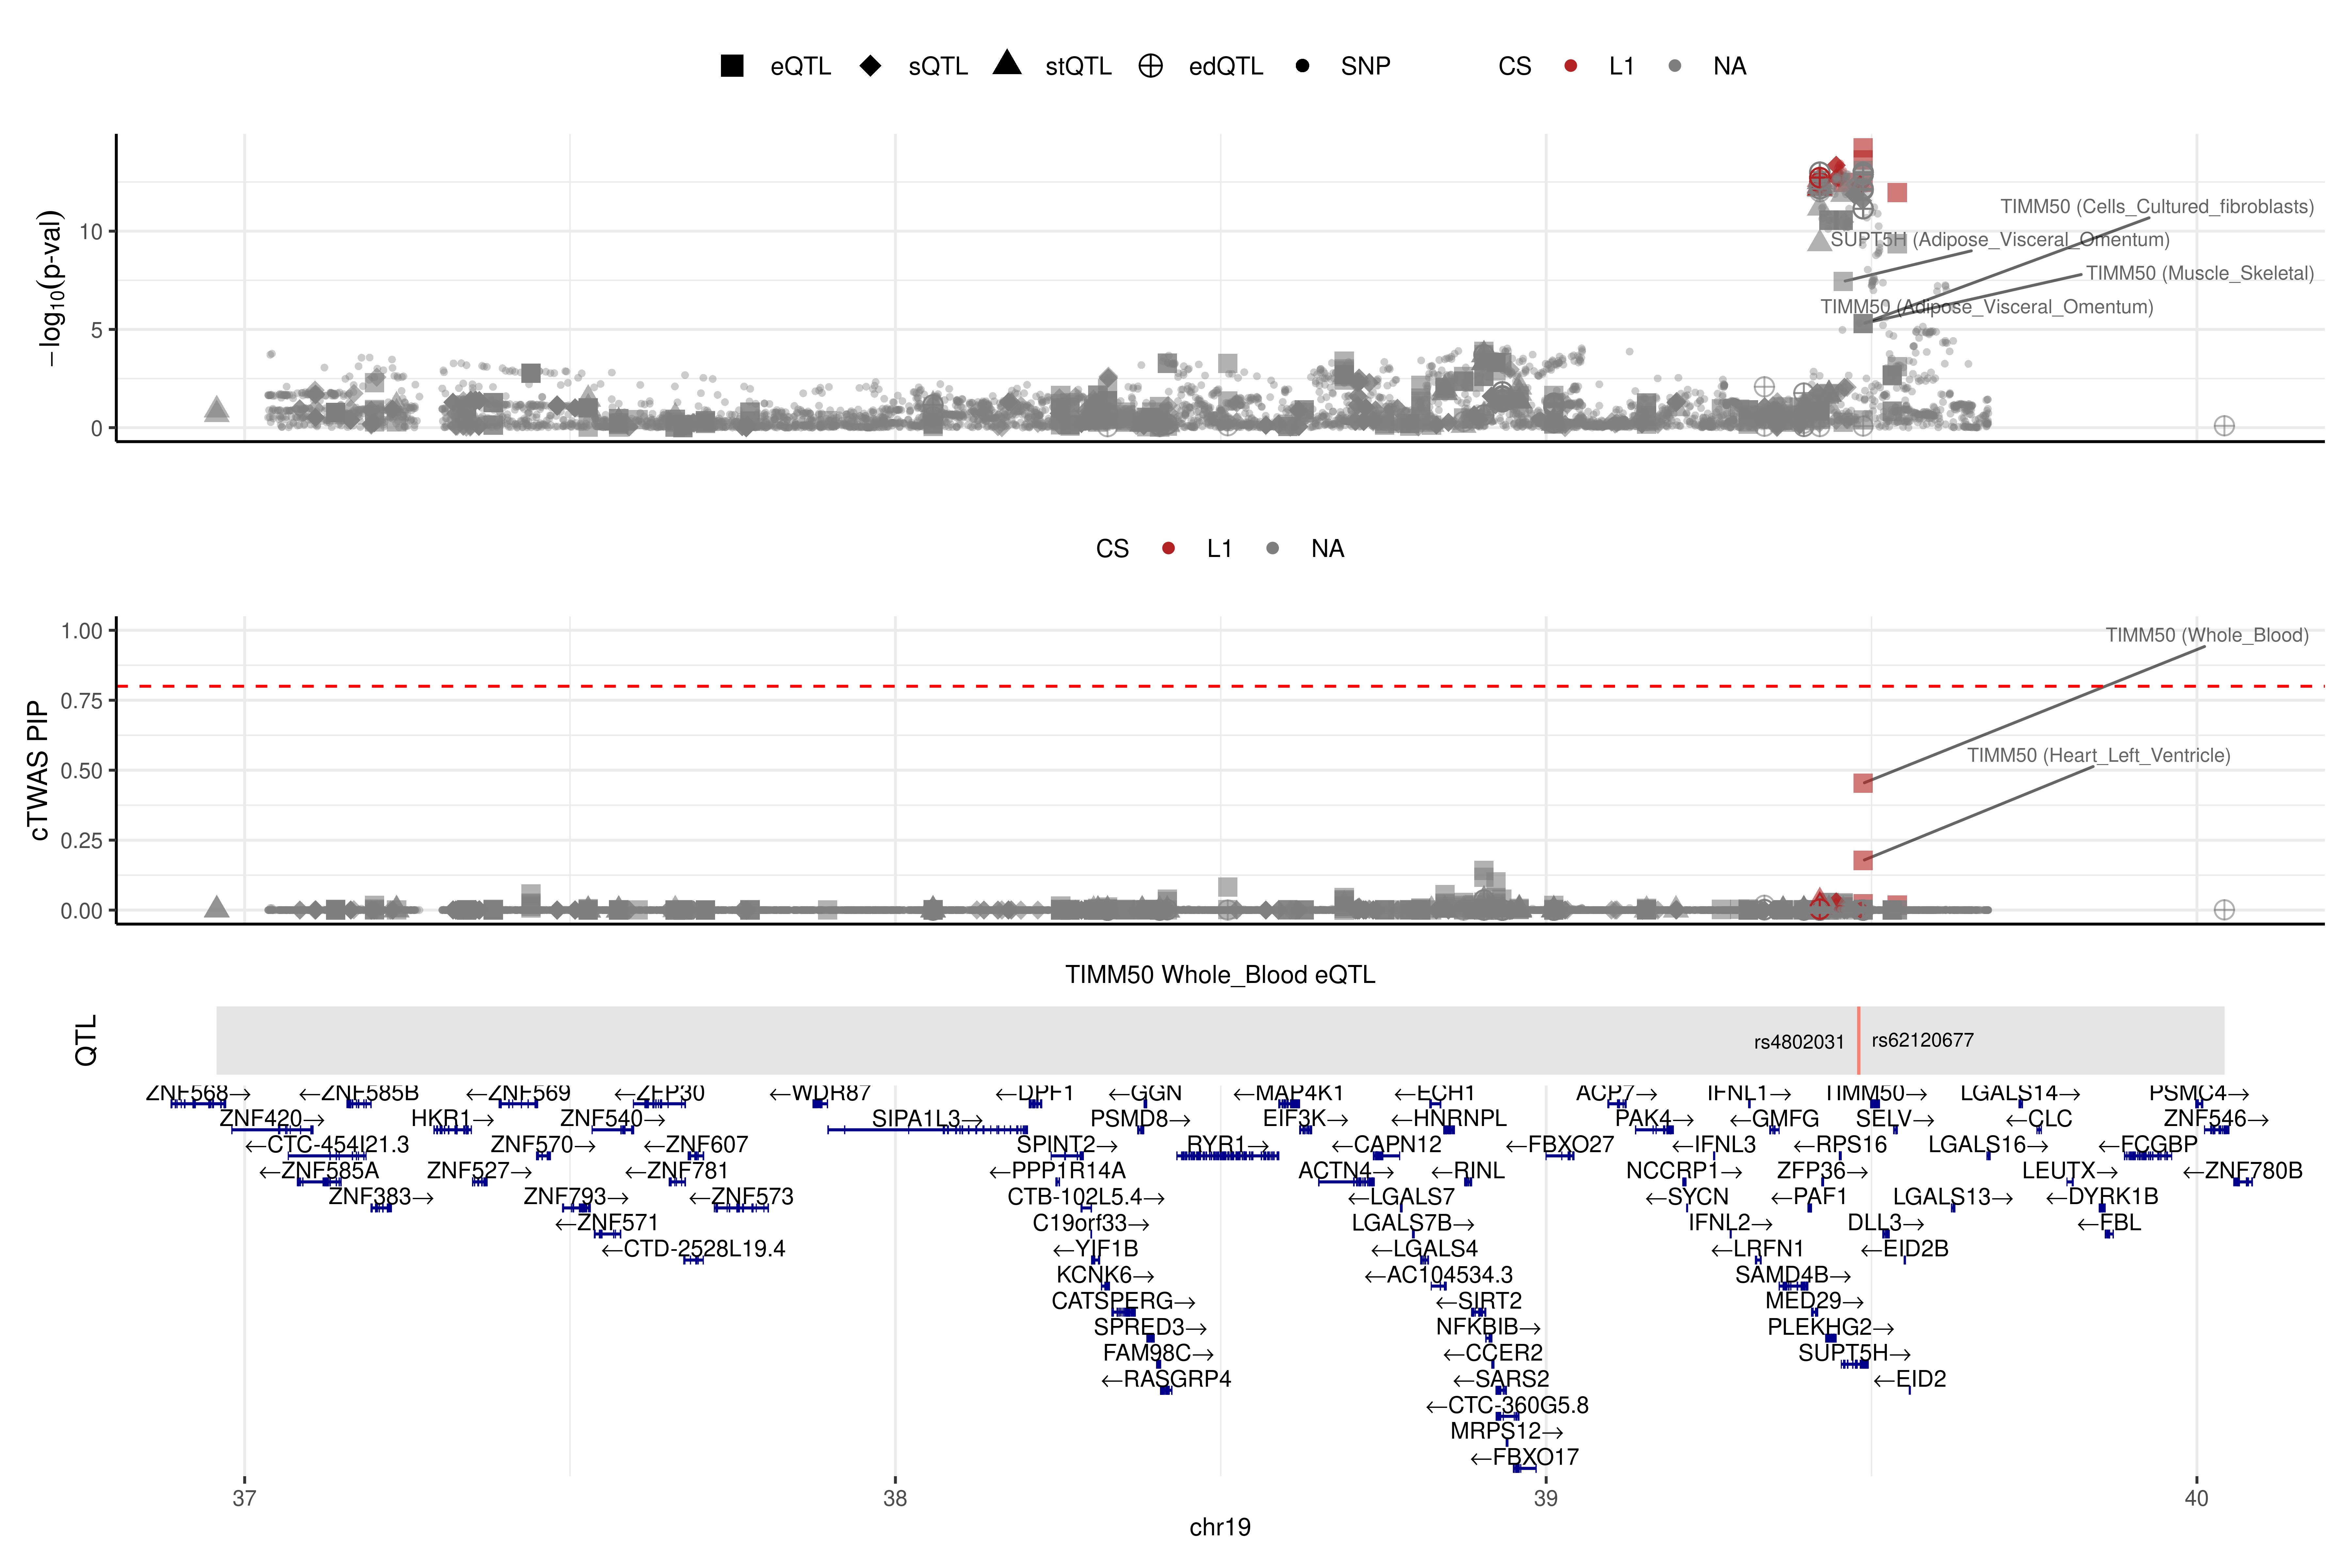 eQTL sQTL stQTL edQTL SNP CS L1 NA
−log10(p-val)
10
5
0
TIMM50 (Cells_Cultured_fibroblasts)
SUPT5H (Adipose_Visceral_Omentum)
TIMM50 (Muscle_Skeletal)
TIMM50 (Adipose_Visceral_Omentum)
CS L1 NA
cTWAS PIP
1.00
0.75
0.50
0.25
0.00
TIMM50 (Whole_Blood)
TIMM50 (Heart_Left_Ventricle)
TIMM50 Whole_Blood eQTL
QTL
rs4802031 rs62120677
ZNF568→ ←ZNF585B ←ZNF569 ←ZFP30 ←WDR87 ←DPF1 ←GGN ←MAP4K1 ←ECH1 ACP7→ IFNL1→ TIMM50→ LGALS14→ PSMC4→
ZNF420→ HKR1→ ZNF540→ SIPA1L3→ PSMD8→ EIF3K→ ←HNRNPL PAK4→ ←GMFG SELV→ ←CLC ZNF546→
←CTC-454I21.3 ZNF570→ ←ZNF607 SPINT2→ RYR1→ ←CAPN12 ←FBXO27 ←IFNL3 ←RPS16 LGALS16→ ←FCGBP
←ZNF585A ZNF527→ ←ZNF781 ←PPP1R14A ACTN4→ ←RINL NCCRP1→ ZFP36→ LEUTX→ ←ZNF780B
ZNF383→ ZNF793→ ←ZNF573 CTB-102L5.4→ ←LGALS7 ←SYCN ←PAF1 LGALS13→ ←DYRK1B
←ZNF571 C19orf33→ LGALS7B→ IFNL2→ DLL3→ ←FBL
←CTD-2528L19.4 ←YIF1B ←LGALS4 ←LRFN1 ←EID2B
KCNK6→ ←AC104534.3 SAMD4B→
CATSPERG→ ←SIRT2 MED29→
SPRED3→ NFKBIB→ PLEKHG2→
FAM98C→ ←CCER2 SUPT5H→
←RASGRP4 ←SARS2 ←EID2
←CTC-360G5.8
MRPS12→
←FBXO17
37 38 39 40
chr19